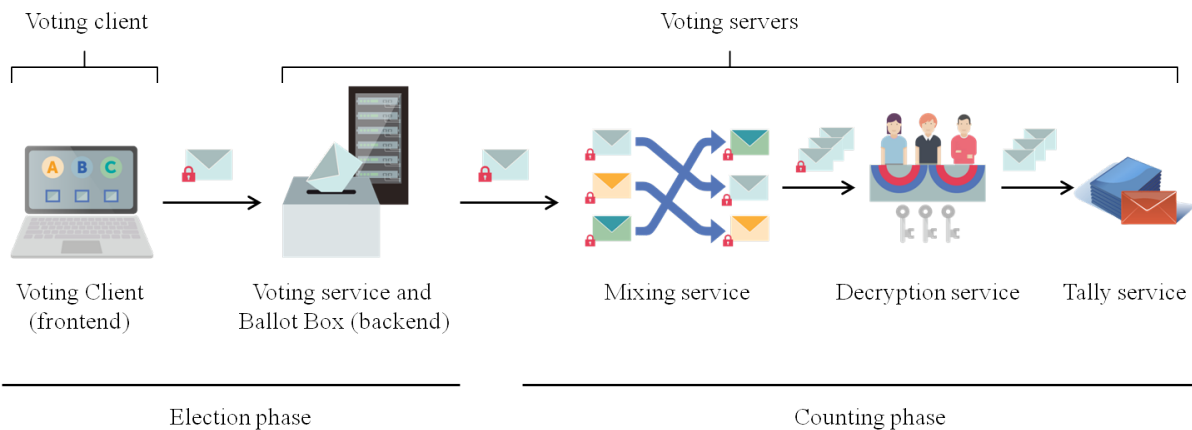 Voting client
Voting servers
A B C
Voting Client
(frontend)
Voting service and
Ballot Box (backend)
Mixing service
Decryption service
Tally service
Election phase
Counting phase